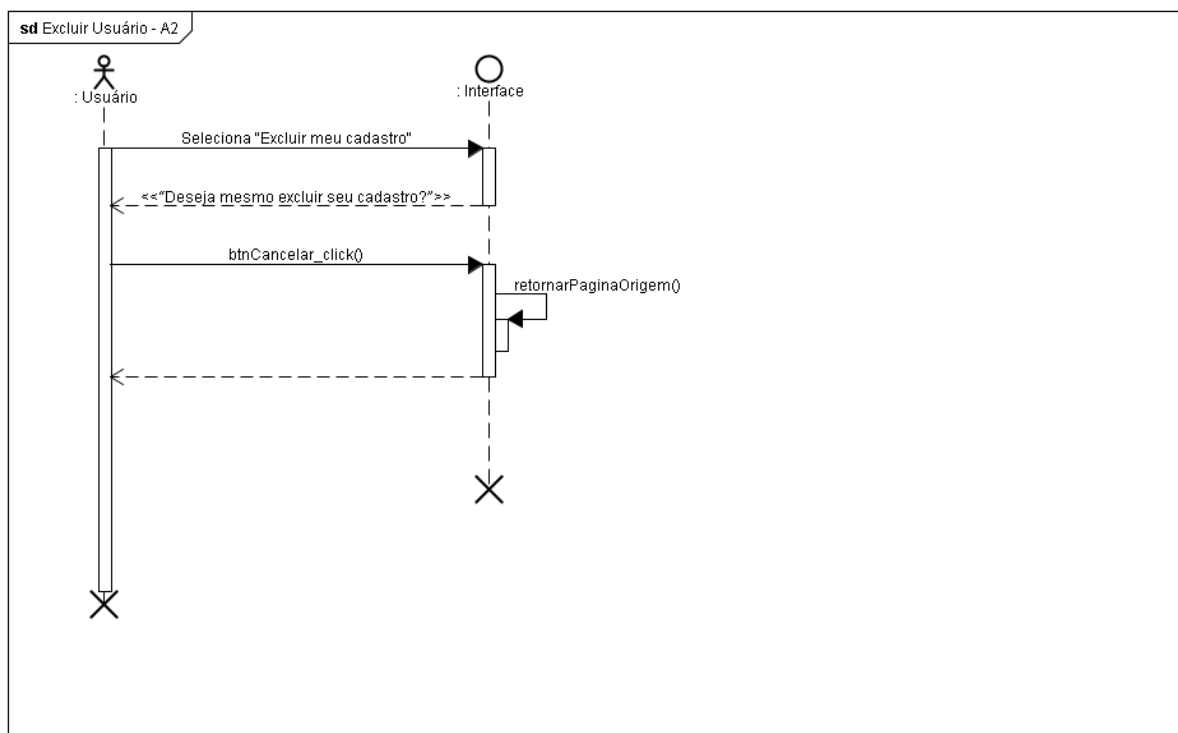 sd Excluir Usuário - A2
: Usuário
: Interface
Seleciona "Excluir meu cadastro"
<<"Deseja mesmo excluir seu cadastro?">>
btnCancelar_click()
retornarPaginaOrigem()